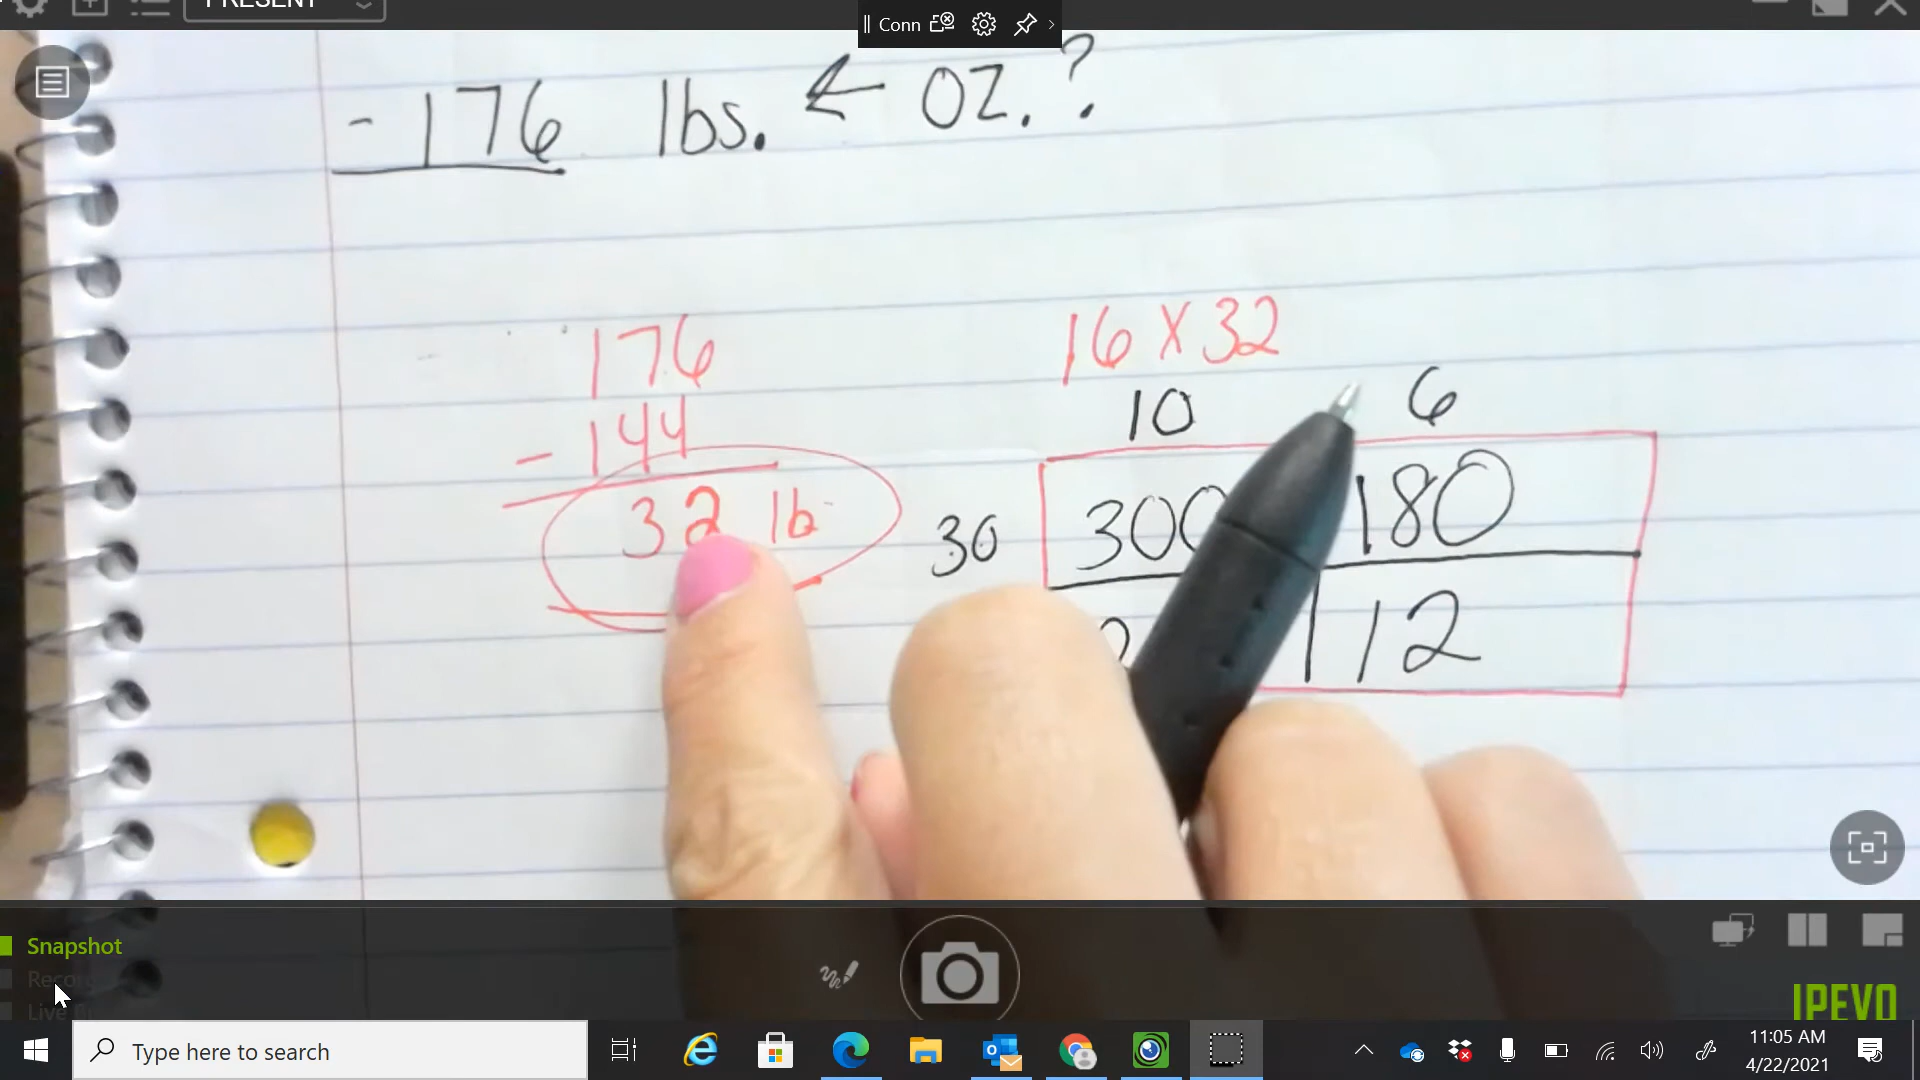 PRESENT
Conn
- 176 lbs. ← OZ. ?
176
- 144
32 lb
16 X 32
10 6
30 300 180
12
Snapshot
IPEVO
Type here to search
11:05 AM
4/22/2021